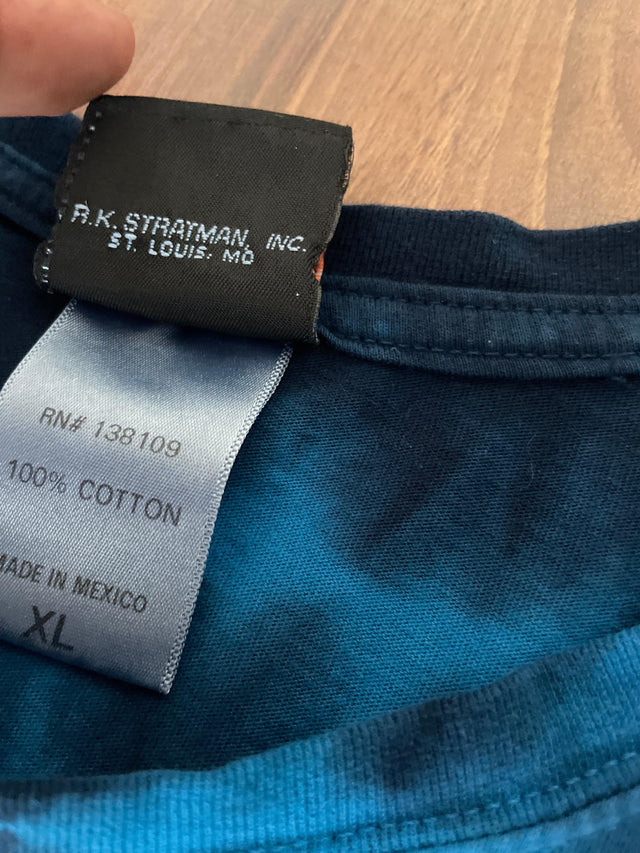 R.K. STRATMAN, INC.
ST. LOUIS, MO
RN# 138109
100% COTTON
MADE IN MEXICO
XL